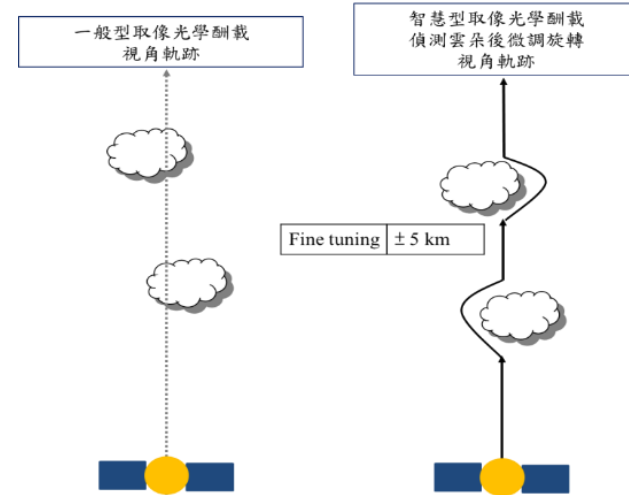 一般型取像光學酬載
視角軌跡
智慧型取像光學酬載
偵測雲朵後微調旋轉
視角軌跡
Fine tuning ± 5 km